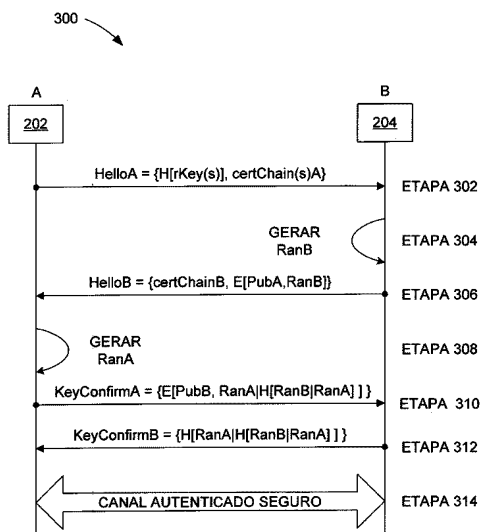 300
A
B
202
204
HelloA = {H[rKey(s)], certChain(s)A}
ETAPA 302
GERAR
RanB
ETAPA 304
HelloB = {certChainB, E[PubA,RanB]}
ETAPA 306
GERAR
RanA
ETAPA 308
KeyConfirmA = {E[PubB, RanA|H[RanB|RanA] ] }
ETAPA 310
KeyConfirmB = {H[RanA|H[RanB|RanA] ] }
ETAPA 312
CANAL AUTENTICADO SEGURO
ETAPA 314